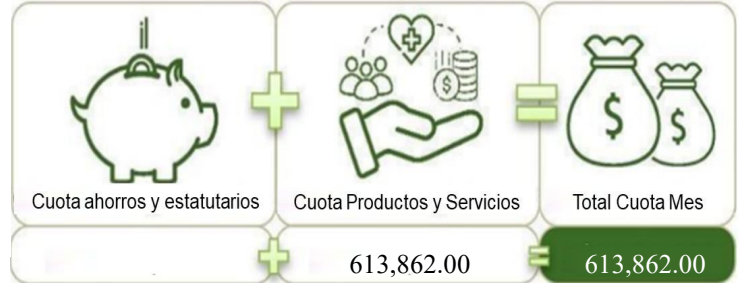 $
$ $
Cuota ahorros y estatutarios Cuota Productos y Servicios Total Cuota Mes
613,862.00 613,862.00